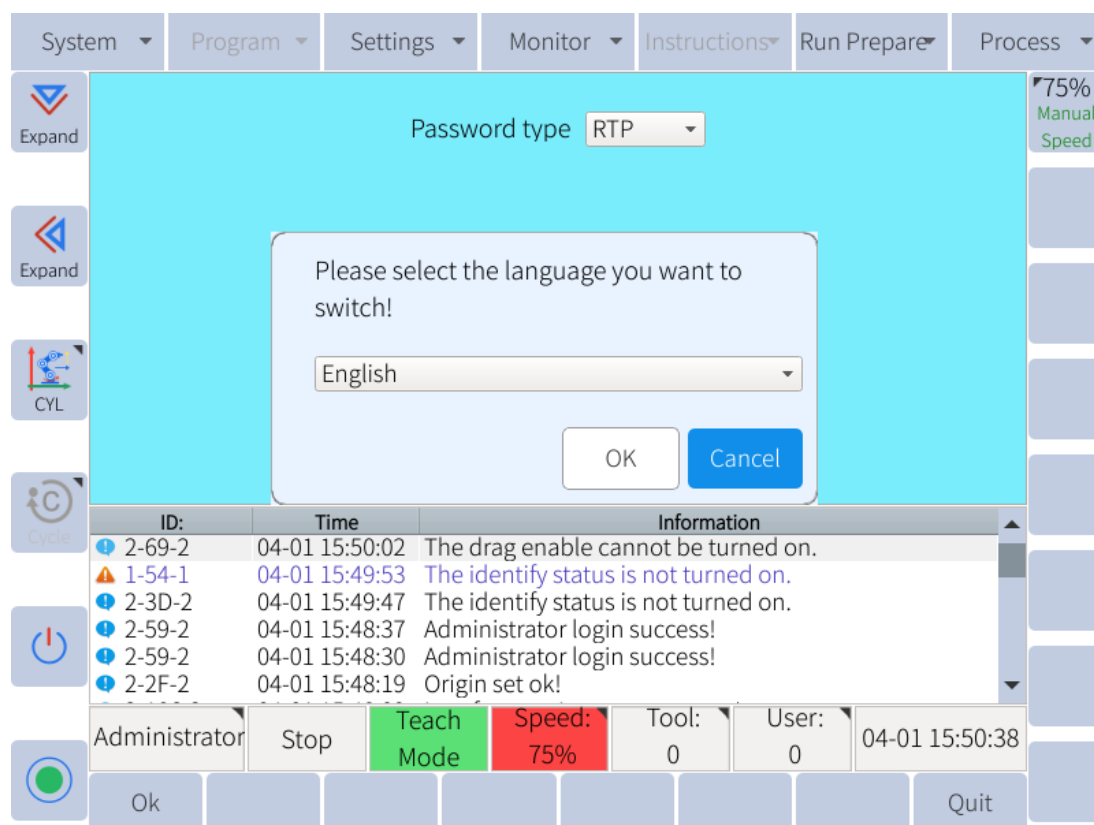 System
Program
Settings
Monitor
Instructions
Run Prepare
Process
Expand
Password type RTP
75%
Manual
Speed
Expand
Please select the language you want to
switch!
English
CYL
OK
Cancel
Cycle
ID: Time Information
2-69-2 04-01 15:50:02 The drag enable cannot be turned on.
1-54-1 04-01 15:49:53 The identify status is not turned on.
2-3D-2 04-01 15:49:47 The identify status is not turned on.
2-59-2 04-01 15:48:37 Administrator login success!
2-59-2 04-01 15:48:30 Administrator login success!
2-2F-2 04-01 15:48:19 Origin set ok!
Administrator
Stop
Teach
Mode
Speed:
75%
Tool:
0
User:
0
04-01 15:50:38
Ok
Quit